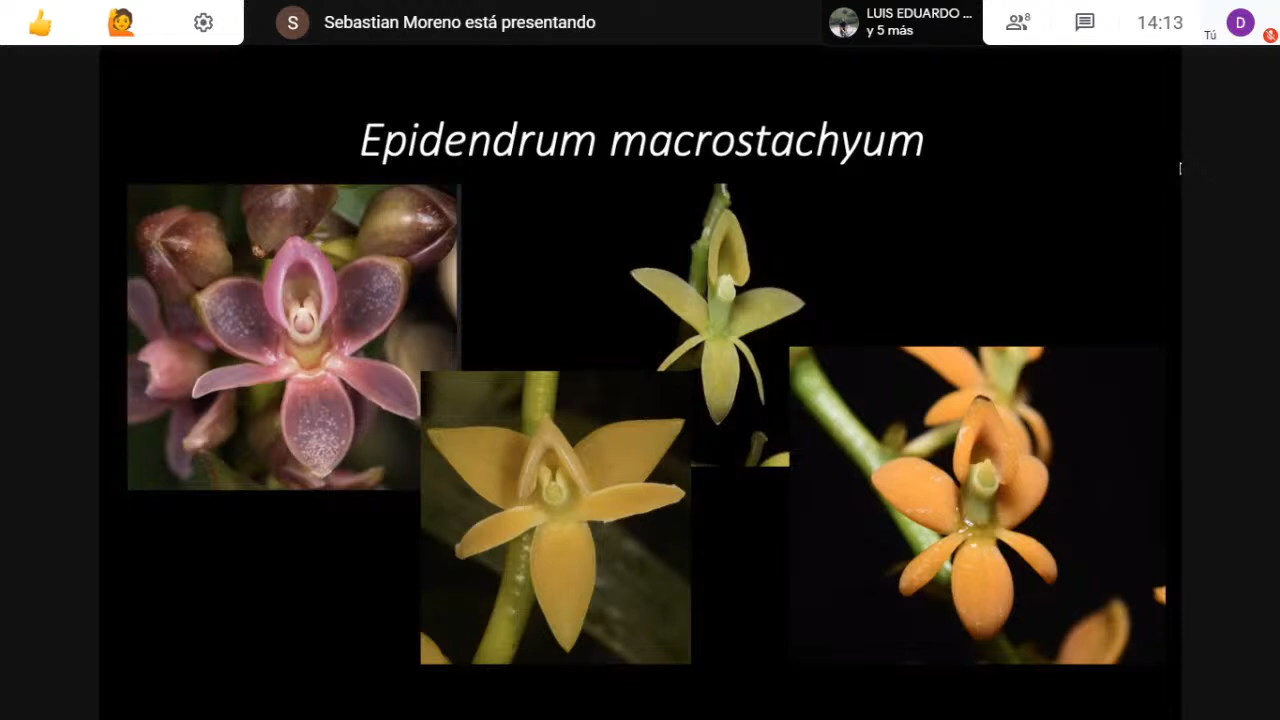 S Sebastian Moreno está presentando
LUIS EDUARDO ...
y 5 más
8
14:13
Tú
D
Epidendrum macrostachyum